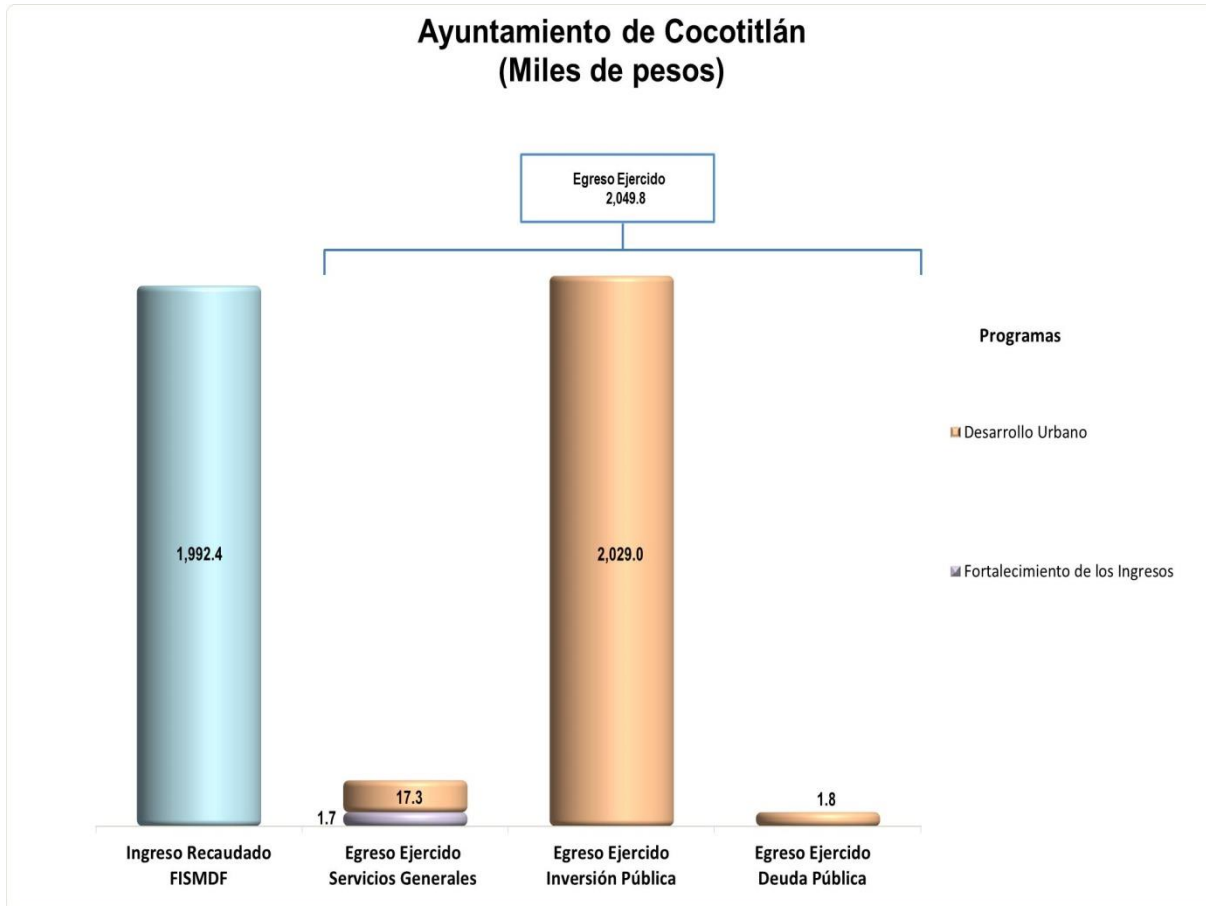 Ayuntamiento de Cocotitlán
(Miles de pesos)
Egreso Ejercido
2,049.8
Programas
Desarrollo Urbano
Fortalecimiento de los Ingresos
1,992.4
17.3
1.7
2,029.0
1.8
Ingreso Recaudado
FISMDF
Egreso Ejercido
Servicios Generales
Egreso Ejercido
Inversión Pública
Egreso Ejercido
Deuda Pública